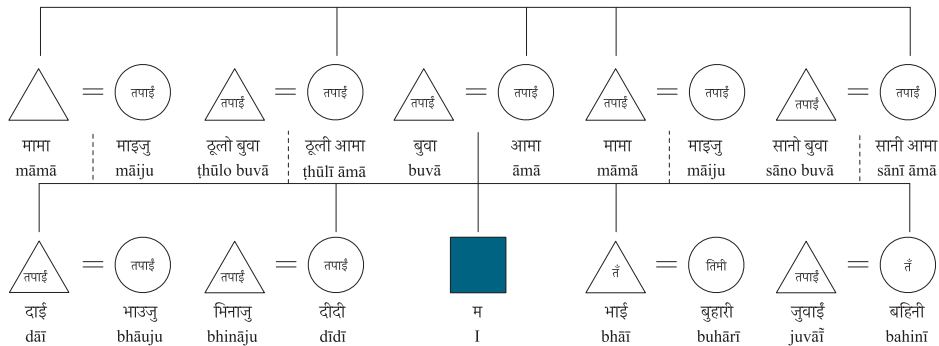 तपाईं तपाईं तपाईं तपाईं तपाईं तपाईं तपाईं तपाईं तपाईं
मामा माइजु ठूलो बुवा ठूली आमा बुवा आमा मामा माइजु सानो बुवा सानी आमा
māmā māiju ṭhūlo buvā ṭhūlī āmā buvā āmā māmā māiju sāno buvā sānī āmā
तपाईं तपाईं तपाईं तपाईं तँ तिमी तपाईं तँ
दाई भाउजु भिनाजु दीदी म भाई बुहारी जुवाईं बहिनी
dāī bhāuju bhināju dīdī I bhāī buhārī juvāī̃ bahinī